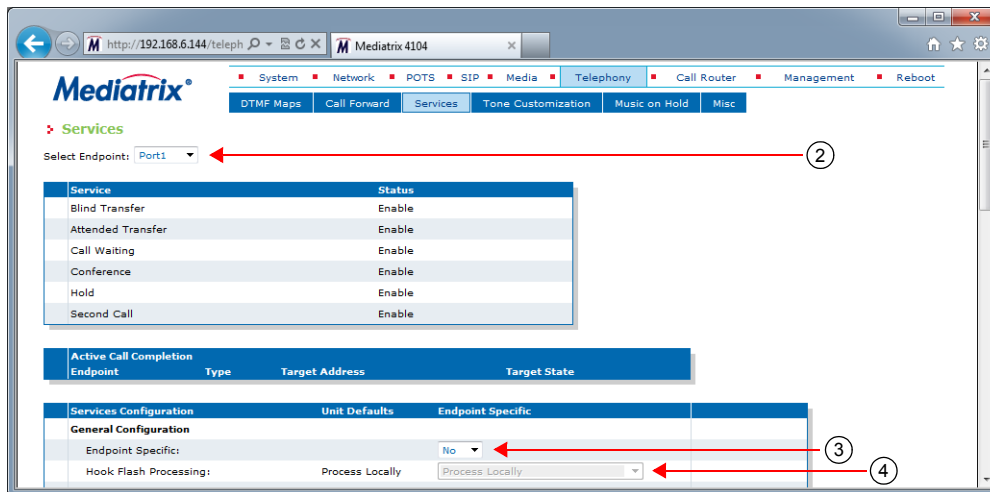 http://192.168.6.144/teleph
Mediatrix 4104
Mediatrix®
System Network POTS SIP Media Telephony Call Router Management Reboot
DTMF Maps Call Forward Services Tone Customization Music on Hold Misc
Services
Select Endpoint: Port1
2
Service Status
Blind Transfer Enable
Attended Transfer Enable
Call Waiting Enable
Conference Enable
Hold Enable
Second Call Enable
Active Call Completion
Endpoint Type Target Address Target State
Services Configuration Unit Defaults Endpoint Specific
General Configuration
Endpoint Specific: No
3
Hook Flash Processing: Process Locally Process Locally
4